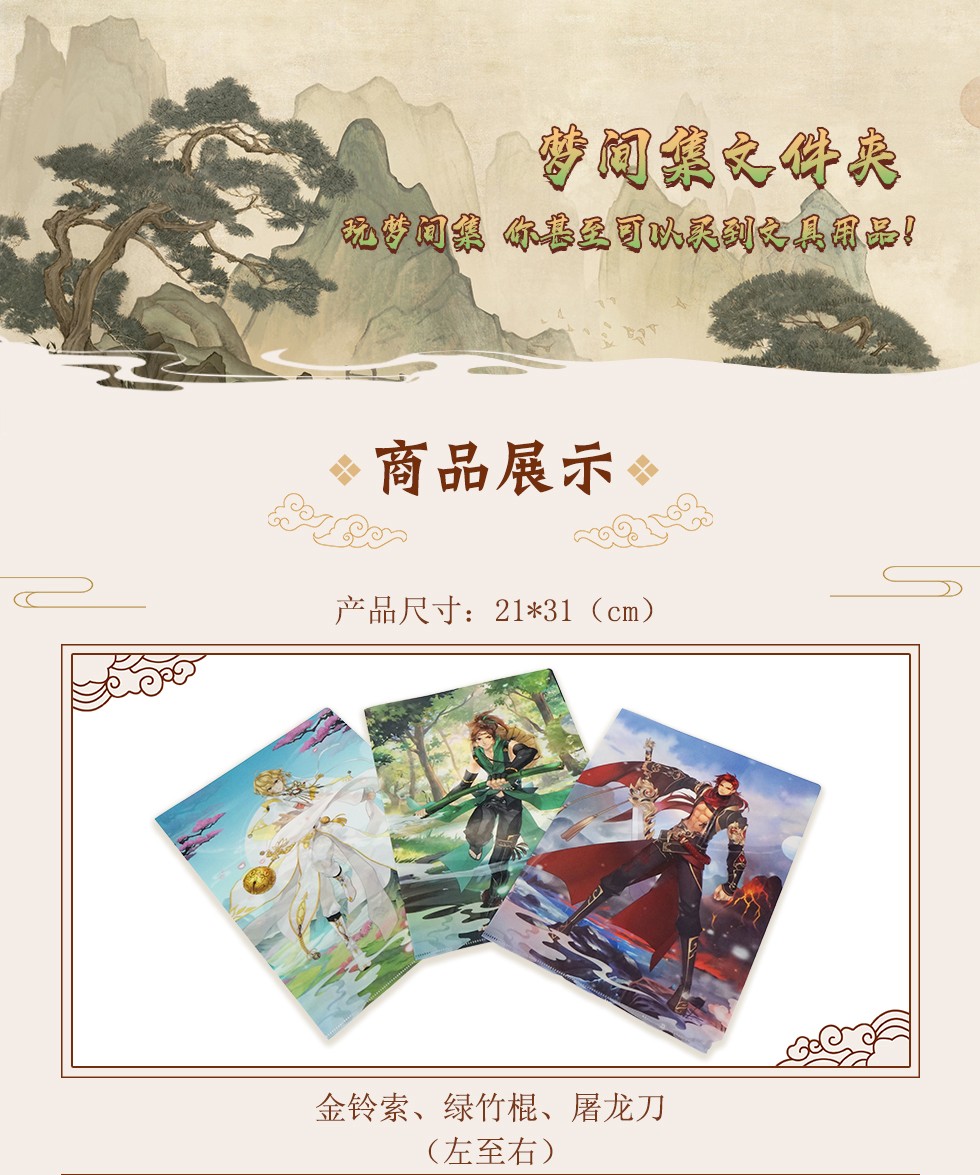 梦间集文件夹
玩梦间集 你甚至可以买到文具用品！
商品展示
产品尺寸：21*31（cm）
金铃索、绿竹棍、屠龙刀
（左至右）